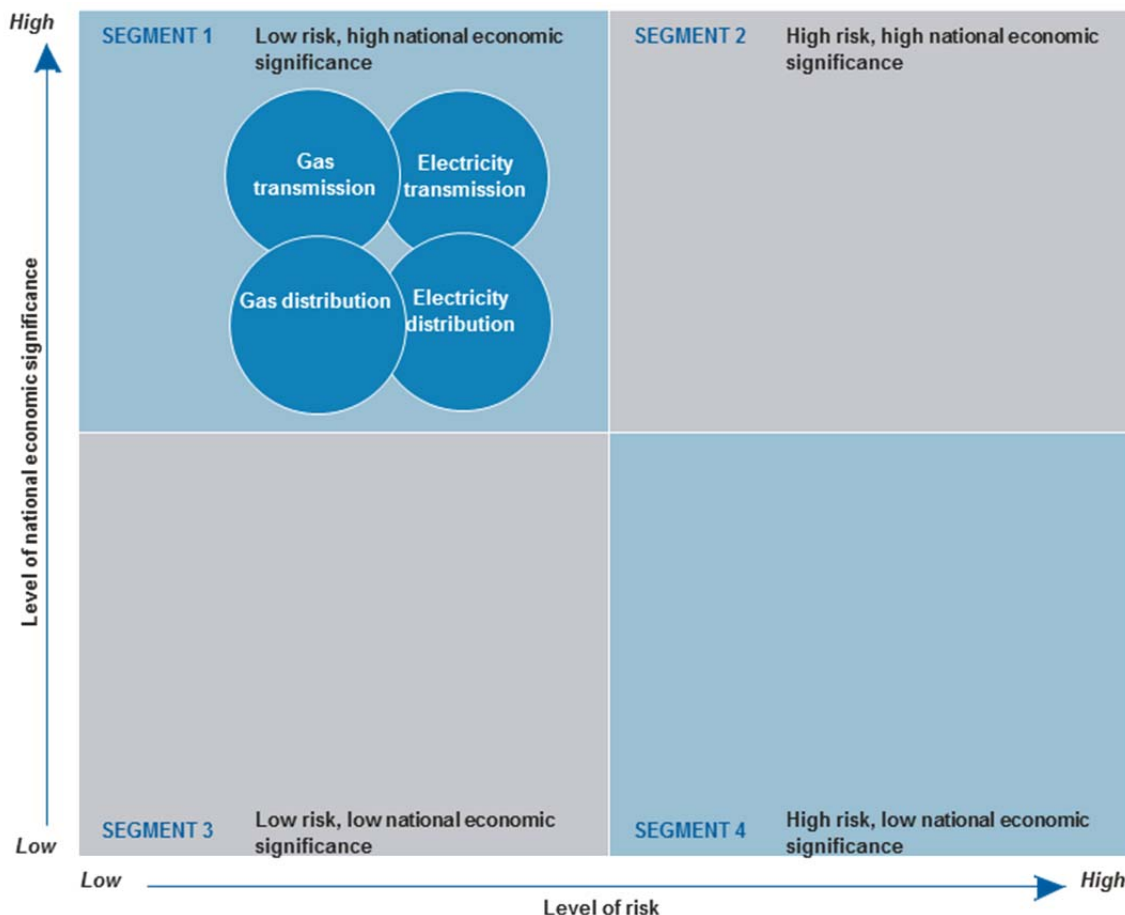 High
SEGMENT 1
Low risk, high national economic
significance
SEGMENT 2
High risk, high national economic
significance
Gas
transmission
Electricity
transmission
Gas distribution
Electricity
distribution
Level of national economic significance
SEGMENT 3
Low risk, low national economic
significance
SEGMENT 4
High risk, low national economic
significance
Low
Low
High
Level of risk